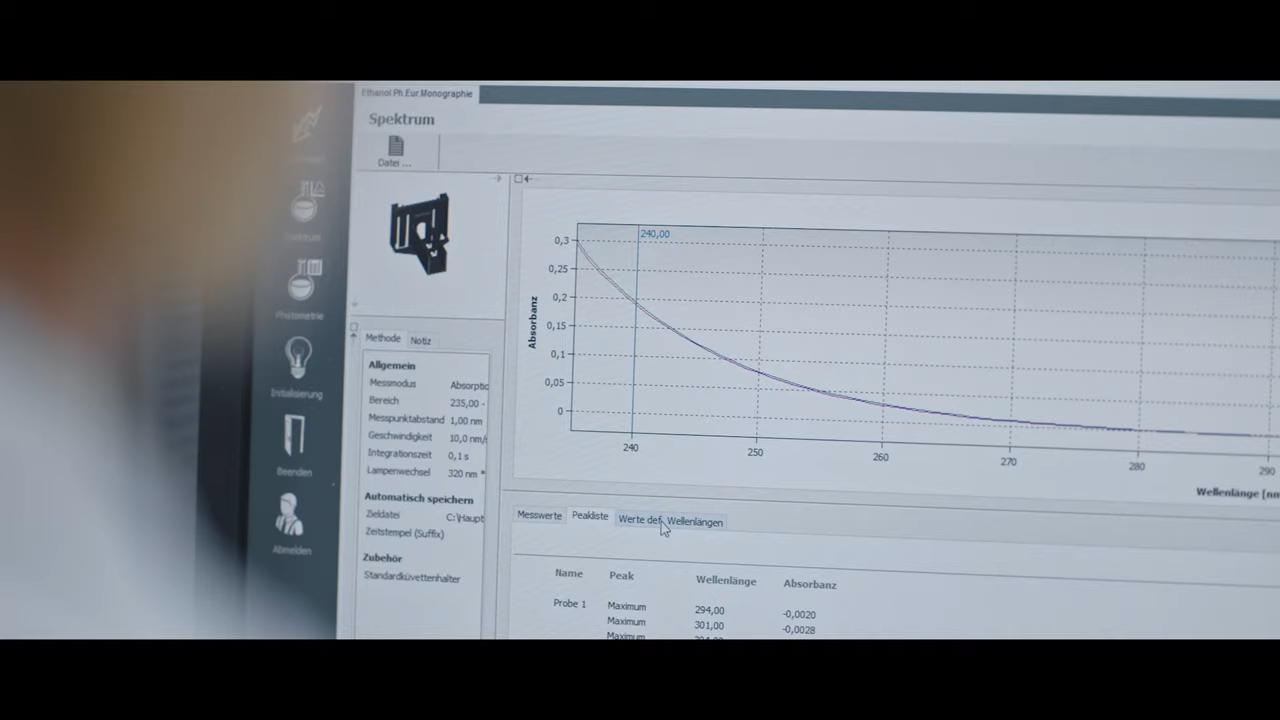 Ethanol Ph.Eur.Monographie
Spektrum
Datei ...
Photometrie
Initialisierung
Beenden
Abmelden
Methode Notiz
Allgemein
Messmodus Absorptio
Bereich 235,00 -
Messpunktabstand 1,00 nm
Geschwindigkeit 10,0 nm/s
Integrationszeit 0,1 s
Lampenwechsel 320 nm *
Automatisch speichern
Zieldatei C:\Haupt
Zeitstempel (Suffix)
Zubehör
Standardküvettenhalter
240,00
0,3
0,25
0,2
0,15
0,1
0,05
0
Absorbanz
240 250 260 270 280 290
Wellenlänge [nm
Messwerte Peakliste Werte def. Wellenlängen
Name Peak Wellenlänge Absorbanz
Probe 1 Maximum 294,00 -0,0020
Maximum 301,00 -0,0028
Maximum